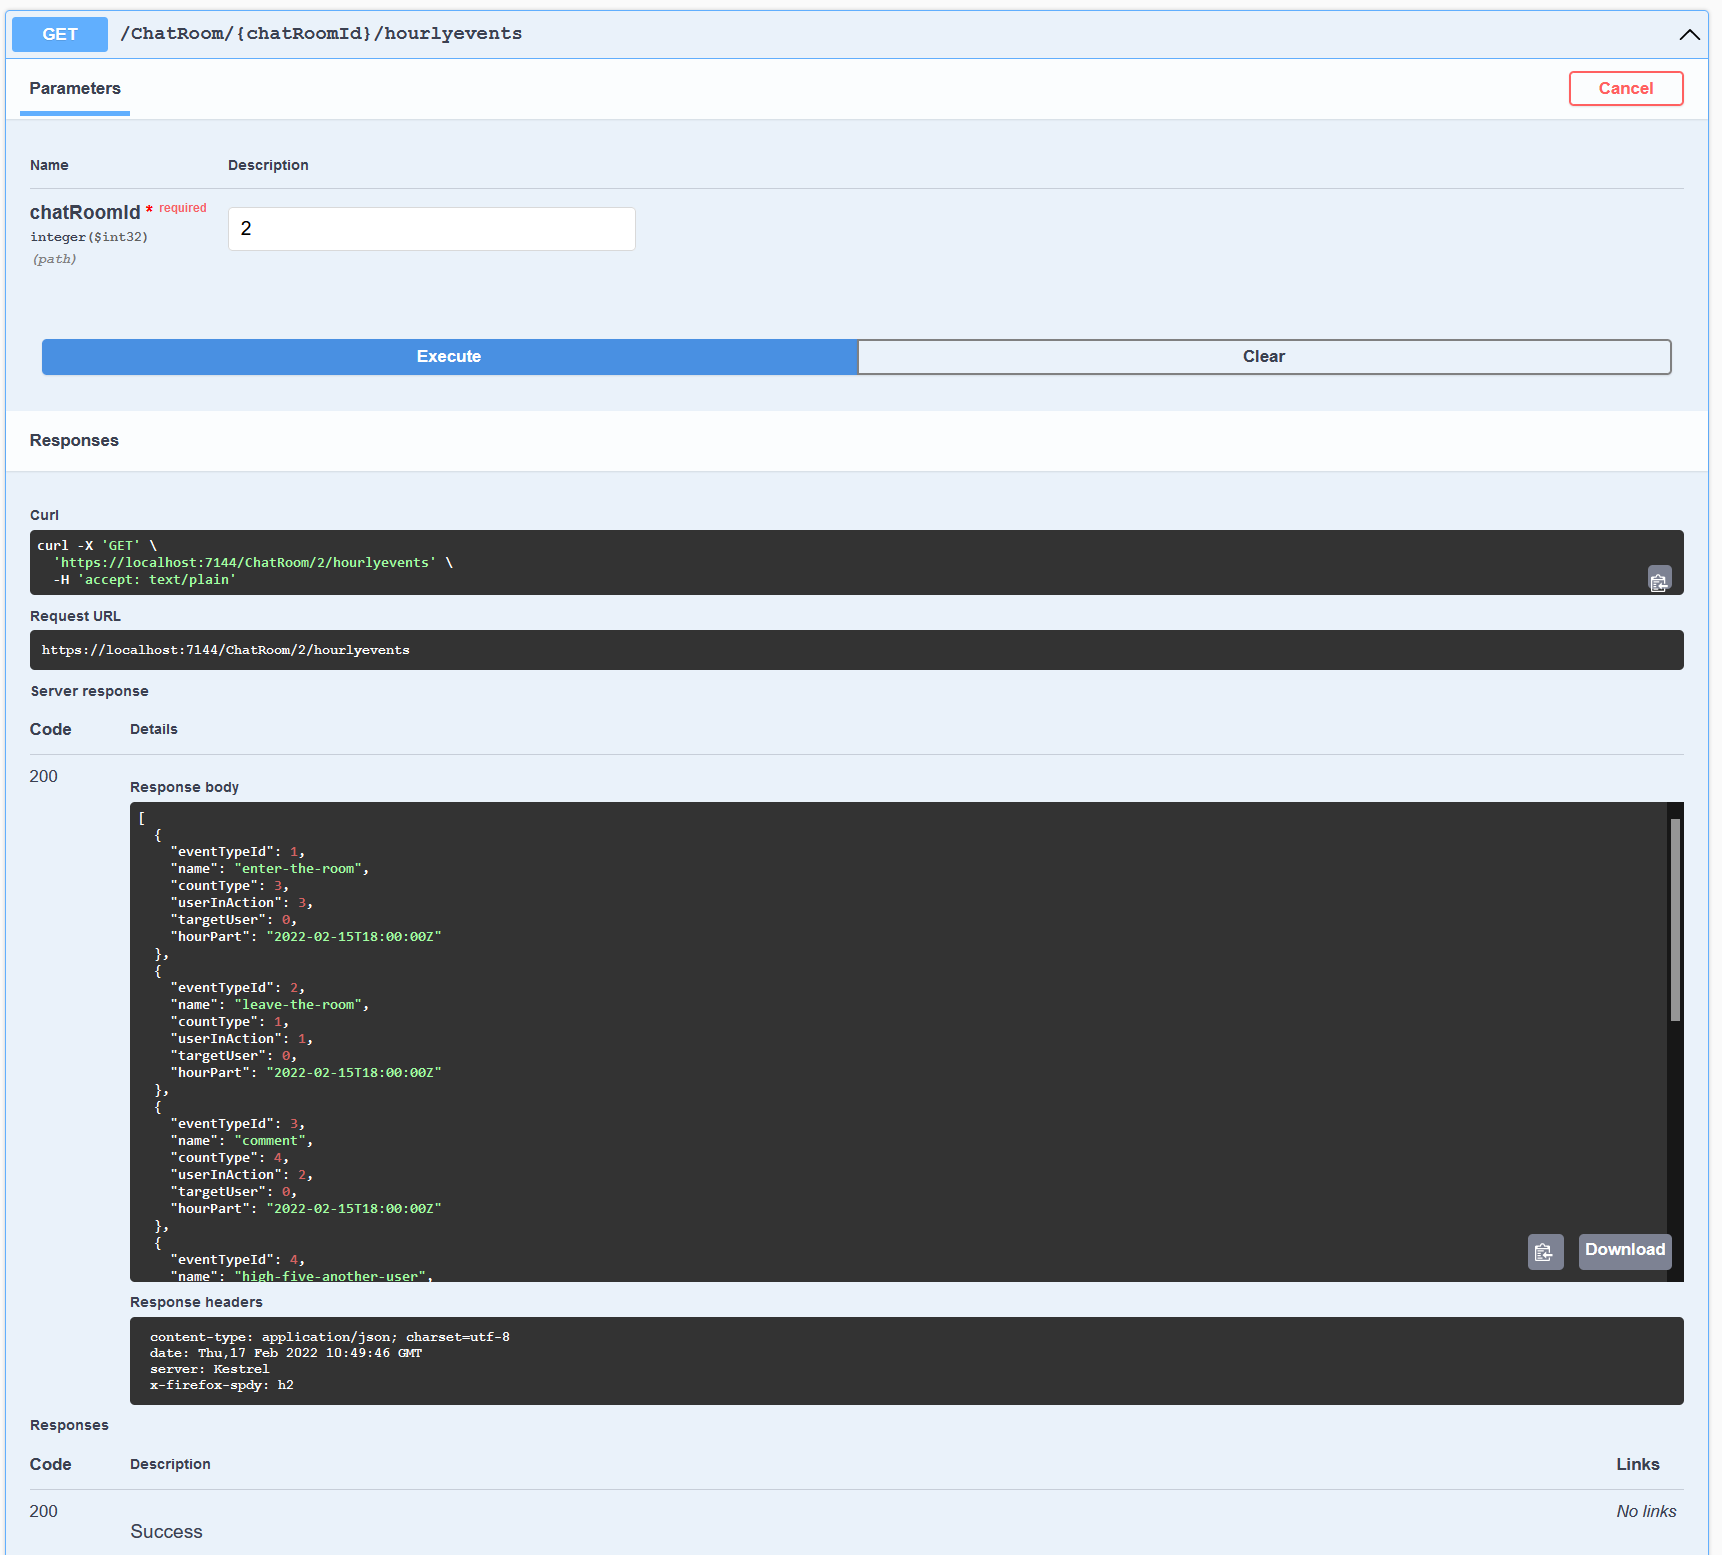 GET /ChatRoom/{chatRoomId}/hourlyevents
Parameters
Cancel
Name Description
chatRoomId * required
integer($int32)
(path)
2
Execute
Clear
Responses
Curl
curl -X 'GET' \
'https://localhost:7144/ChatRoom/2/hourlyevents' \
-H 'accept: text/plain'
Request URL
https://localhost:7144/ChatRoom/2/hourlyevents
Server response
Code Details
200
Response body
[
{
"eventTypeId": 1,
"name": "enter-the-room",
"countType": 3,
"userInAction": 3,
"targetUser": 0,
"hourPart": "2022-02-15T18:00:00Z"
},
{
"eventTypeId": 2,
"name": "leave-the-room",
"countType": 1,
"userInAction": 1,
"targetUser": 0,
"hourPart": "2022-02-15T18:00:00Z"
},
{
"eventTypeId": 3,
"name": "comment",
"countType": 4,
"userInAction": 2,
"targetUser": 0,
"hourPart": "2022-02-15T18:00:00Z"
},
{
"eventTypeId": 4,
"name": "high-five-another-user",
Download
Response headers
content-type: application/json; charset=utf-8
date: Thu,17 Feb 2022 10:49:46 GMT
server: Kestrel
x-firefox-spdy: h2
Responses
Code Description Links
200
Success
No links